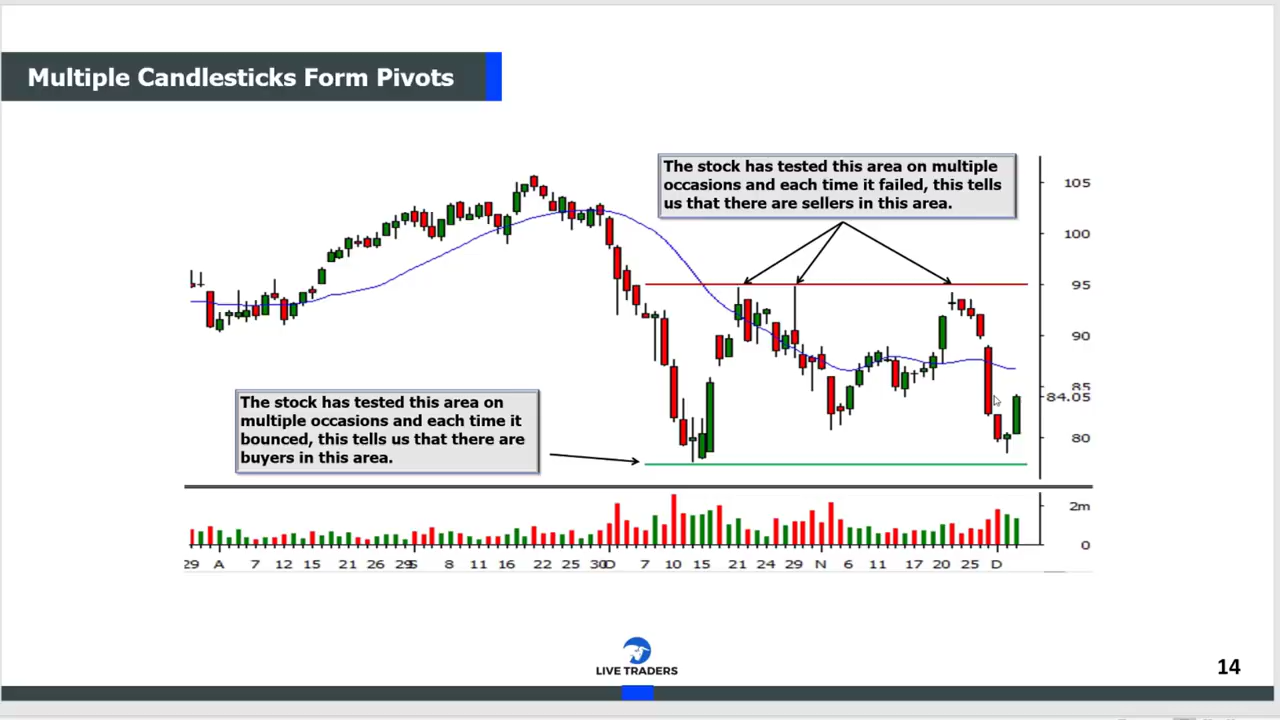 Multiple Candlesticks Form Pivots
The stock has tested this area on multiple
occasions and each time it failed, this tells
us that there are sellers in this area.
105
100
95
90
85
84.05
80
The stock has tested this area on
multiple occasions and each time it
bounced, this tells us that there are
buyers in this area.
2m
0
29 A 7 12 15 21 26 29 S 8 11 16 22 25 30 O 7 10 15 21 24 29 N 6 11 17 20 25 D
LIVE TRADERS
14